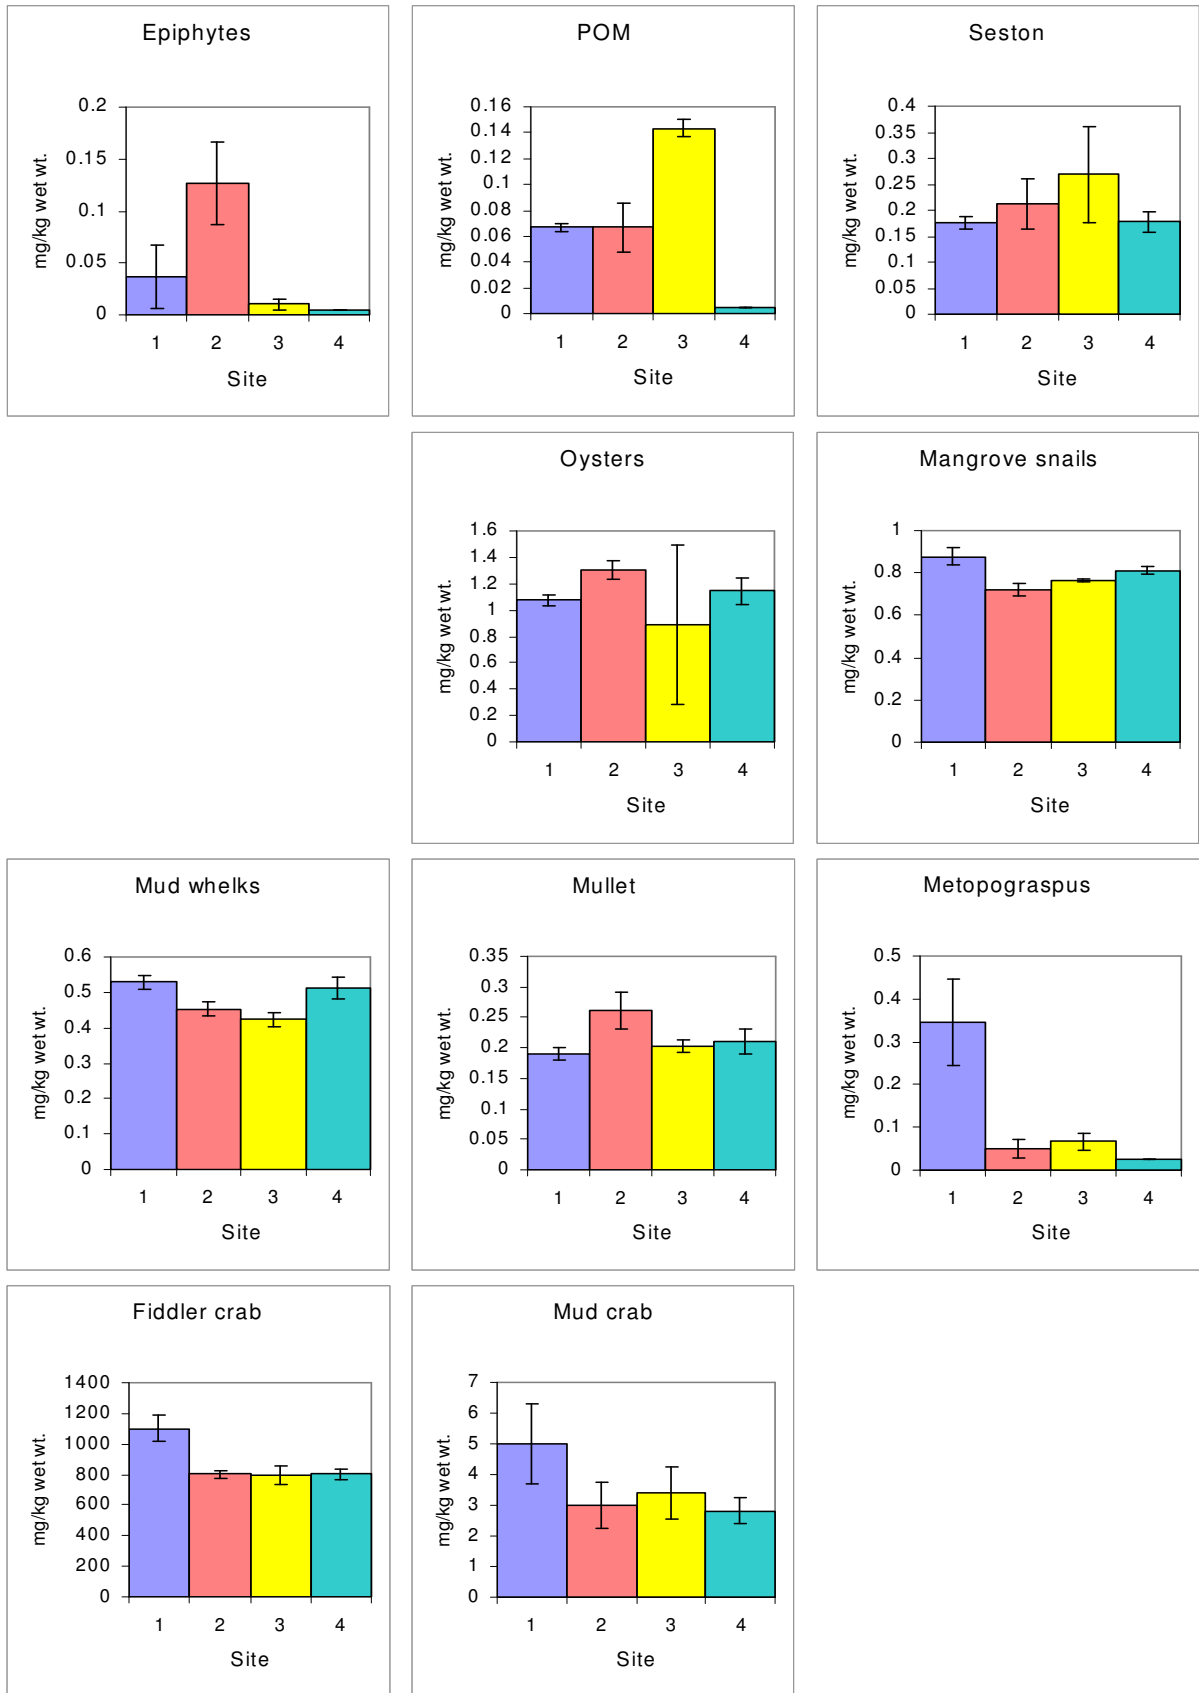 Epiphytes
mg/kg wet wt.
0.2
0.15
0.1
0.05
0
1 2 3 4
Site
POM
mg/kg wet wt.
0.16
0.14
0.12
0.1
0.08
0.06
0.04
0.02
0
1 2 3 4
Site
Seston
mg/kg wet wt.
0.4
0.35
0.3
0.25
0.2
0.15
0.1
0.05
0
1 2 3 4
Site
Oysters
mg/kg wet wt.
1.6
1.4
1.2
1
0.8
0.6
0.4
0.2
0
1 2 3 4
Site
Mangrove snails
mg/kg wet wt.
1
0.8
0.6
0.4
0.2
0
1 2 3 4
Site
Mud whelks
mg/kg wet wt.
0.6
0.5
0.4
0.3
0.2
0.1
0
1 2 3 4
Site
Mullet
mg/kg wet wt.
0.35
0.3
0.25
0.2
0.15
0.1
0.05
0
1 2 3 4
Site
Metopograspus
mg/kg wet wt.
0.5
0.4
0.3
0.2
0.1
0
1 2 3 4
Site
Fiddler crab
mg/kg wet wt.
1400
1200
1000
800
600
400
200
0
1 2 3 4
Site
Mud crab
mg/kg wet wt.
7
6
5
4
3
2
1
0
1 2 3 4
Site